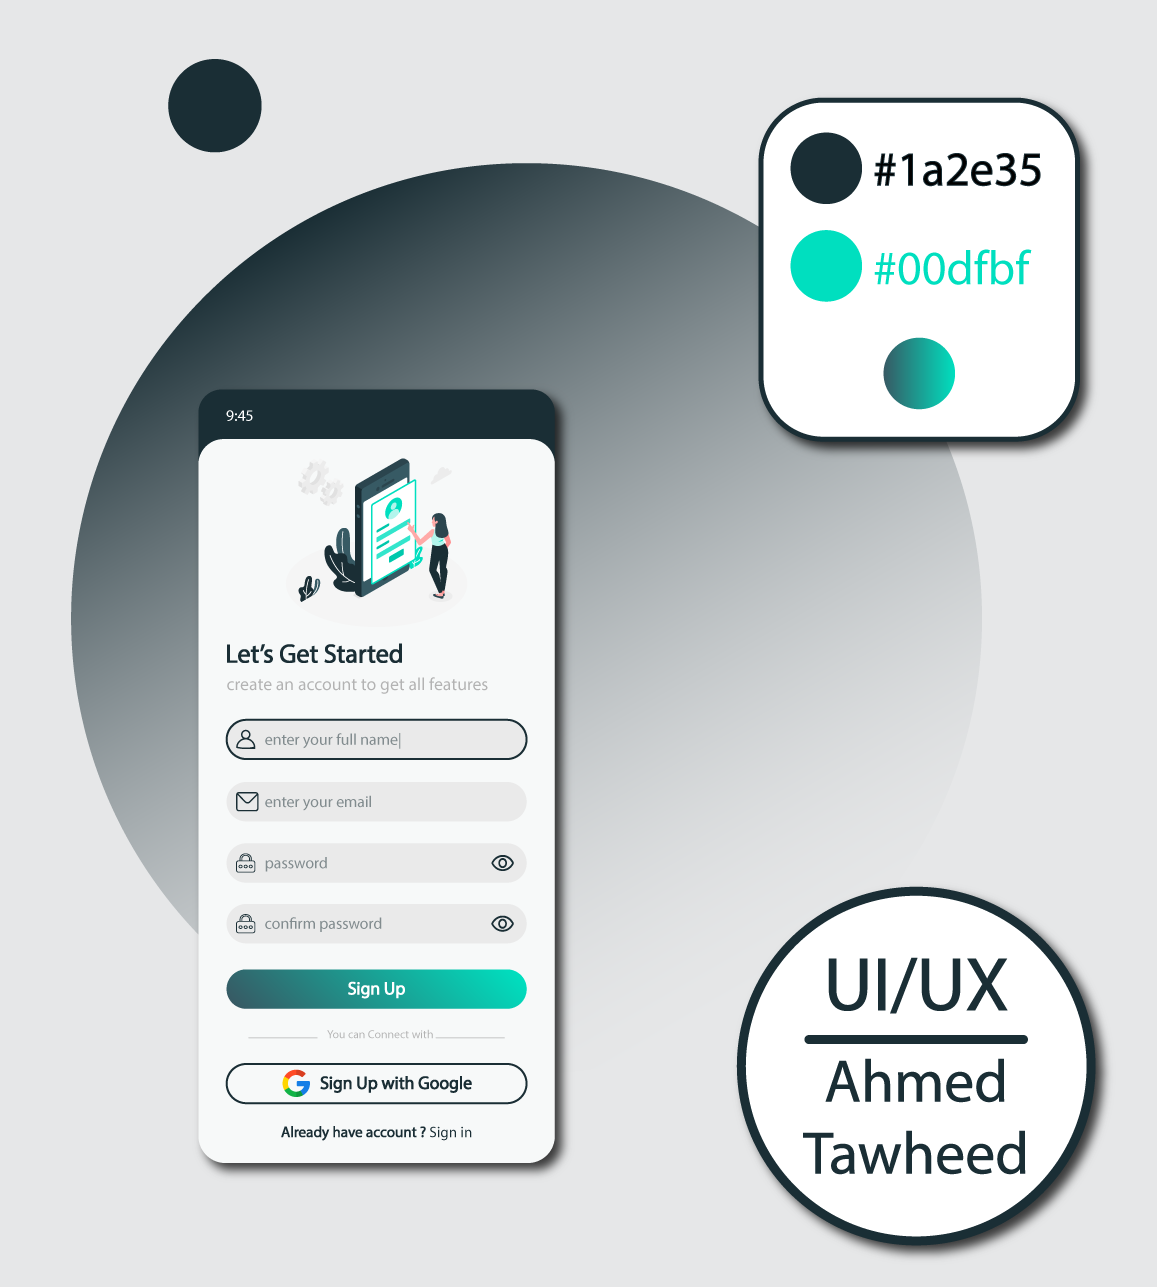 #1a2e35
#00dfbf
9:45
Let's Get Started
create an account to get all features
enter your full name
enter your email
password
confirm password
Sign Up
You can Connect with
Sign Up with Google
Already have account ? Sign in
UI/UX
Ahmed
Tawheed